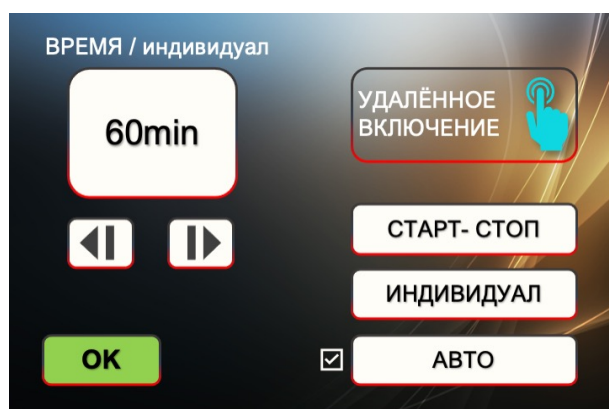 ВРЕМЯ / индивидуал
60min
УДАЛЁННОЕ
ВКЛЮЧЕНИЕ
СТАРТ- СТОП
ИНДИВИДУАЛ
OK
АВТО